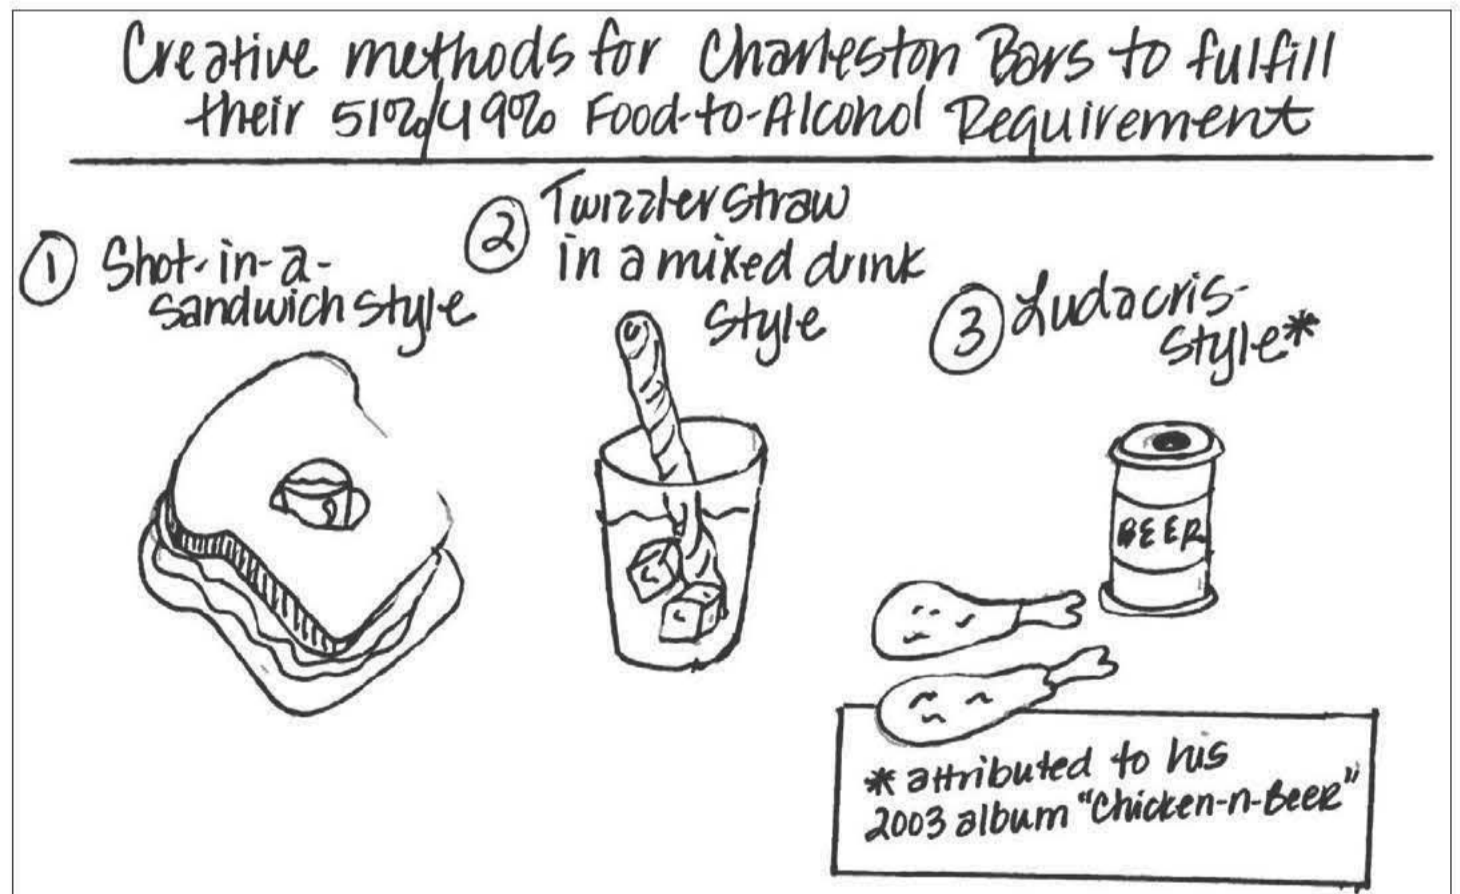 Creative methods for Charleston Bars to fulfill
their 51%/49% Food-to-Alcohol Requirement
1 Shot-in-a-
sandwich style
2 Twizzler straw
in a mixed drink
style
3 Ludacris-
style*
BEER
* attributed to his
2003 album "Chicken-n-Beer"